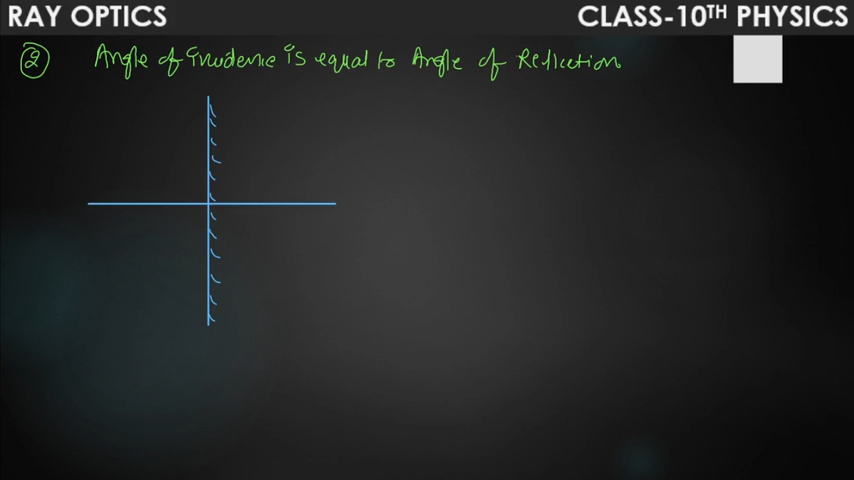 RAY OPTICS
CLASS-10TH PHYSICS
2 Angle of incidence is equal to Angle of Reflection